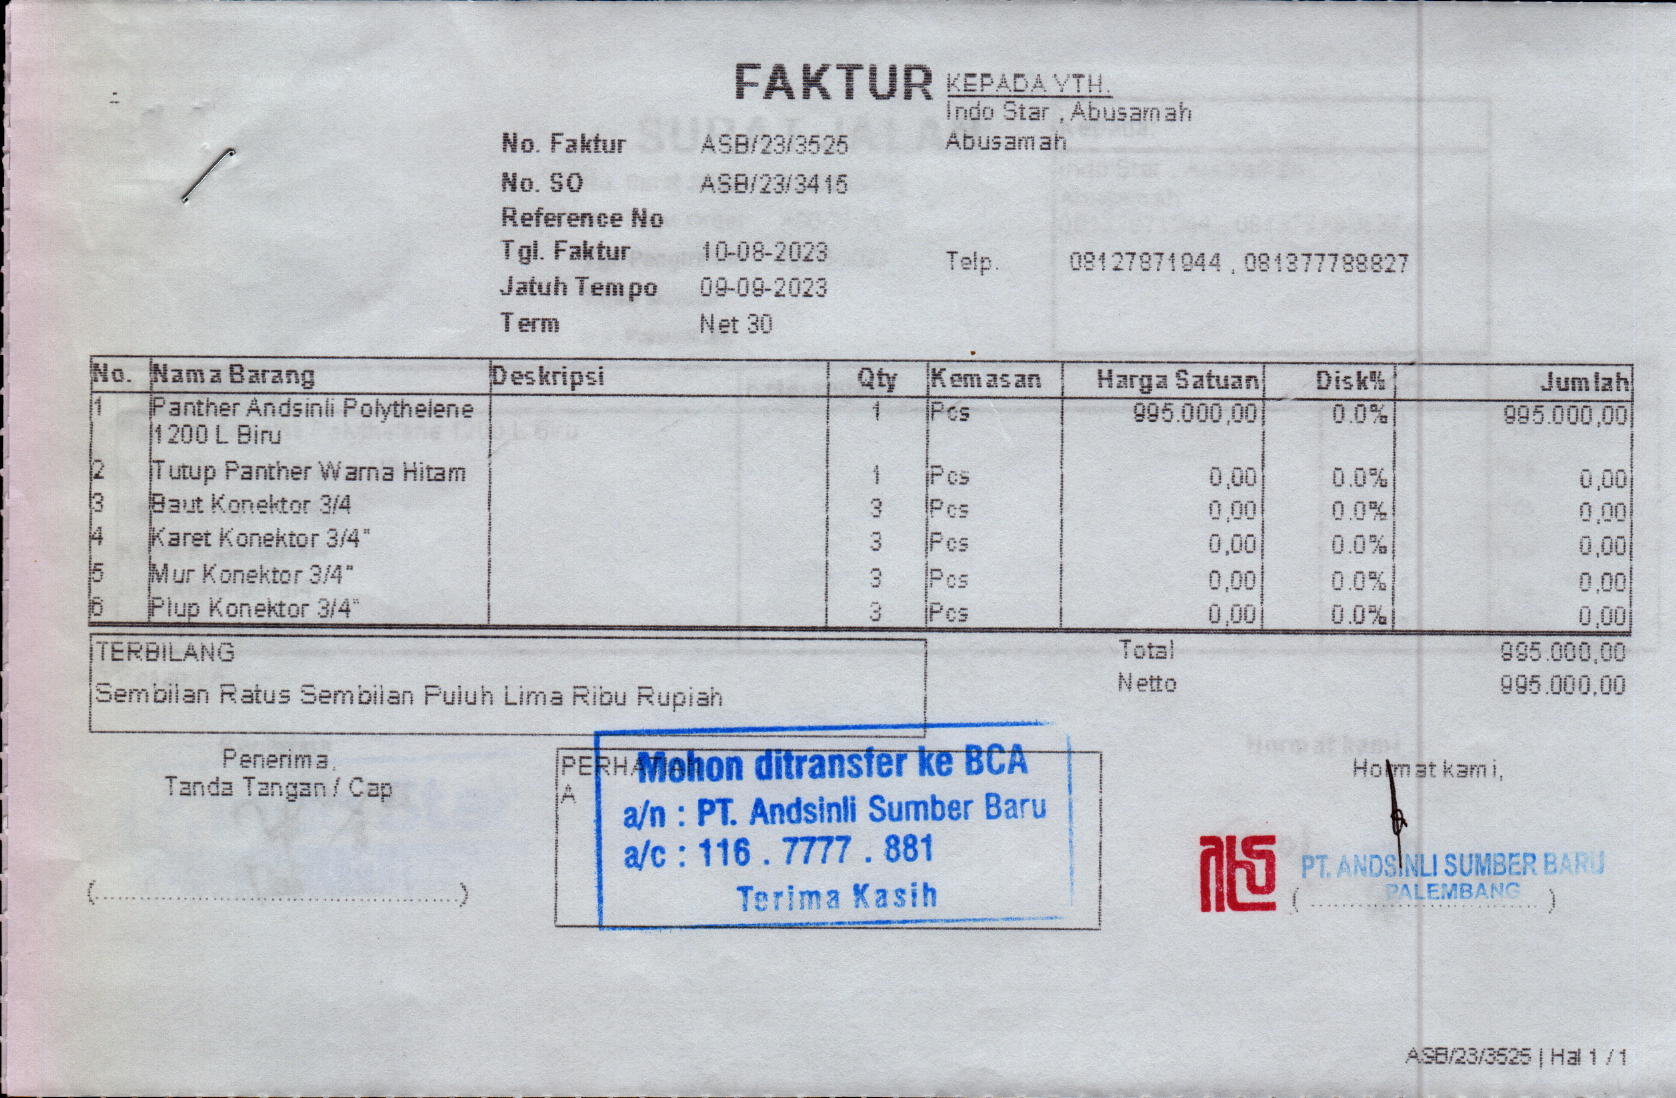 FAKTUR
KEPADA YTH.
Indo Star , Abusamah
Abusamah
No. Faktur ASB/23/3525
No. SO ASB/23/3415
Reference No
Tgl. Faktur 10-08-2023
Telp. 08127871944 , 081377788827
Jatuh Tempo 09-09-2023
Term Net 30
No. Nama Barang Deskripsi Qty Kemasan Harga Satuan Disk% Jumlah
1 Panther Andsinli Polythelene 1 Pcs 995.000,00 0.0% 995.000,00
1200 L Biru
2 Tutup Panther Warna Hitam 1 Pcs 0,00 0.0% 0,00
3 Baut Konektor 3/4 3 Pcs 0,00 0.0% 0,00
4 Karet Konektor 3/4" 3 Pcs 0,00 0.0% 0,00
5 Mur Konektor 3/4" 3 Pcs 0,00 0.0% 0,00
6 Plup Konektor 3/4" 3 Pcs 0,00 0.0% 0,00
TERBILANG
Sembilan Ratus Sembilan Puluh Lima Ribu Rupiah
Total 995.000,00
Netto 995.000,00
Penerima,
Tanda Tangan / Cap
(........................................)
PERHATIAN
A
Mohon ditransfer ke BCA
a/n : PT. Andsinli Sumber Baru
a/c : 116 . 7777 . 881
Terima Kasih
Hormat kami,
PT. ANDSINLI SUMBER BARU
PALEMBANG
( ........................ )
ASB/23/3525 | Hal 1 / 1